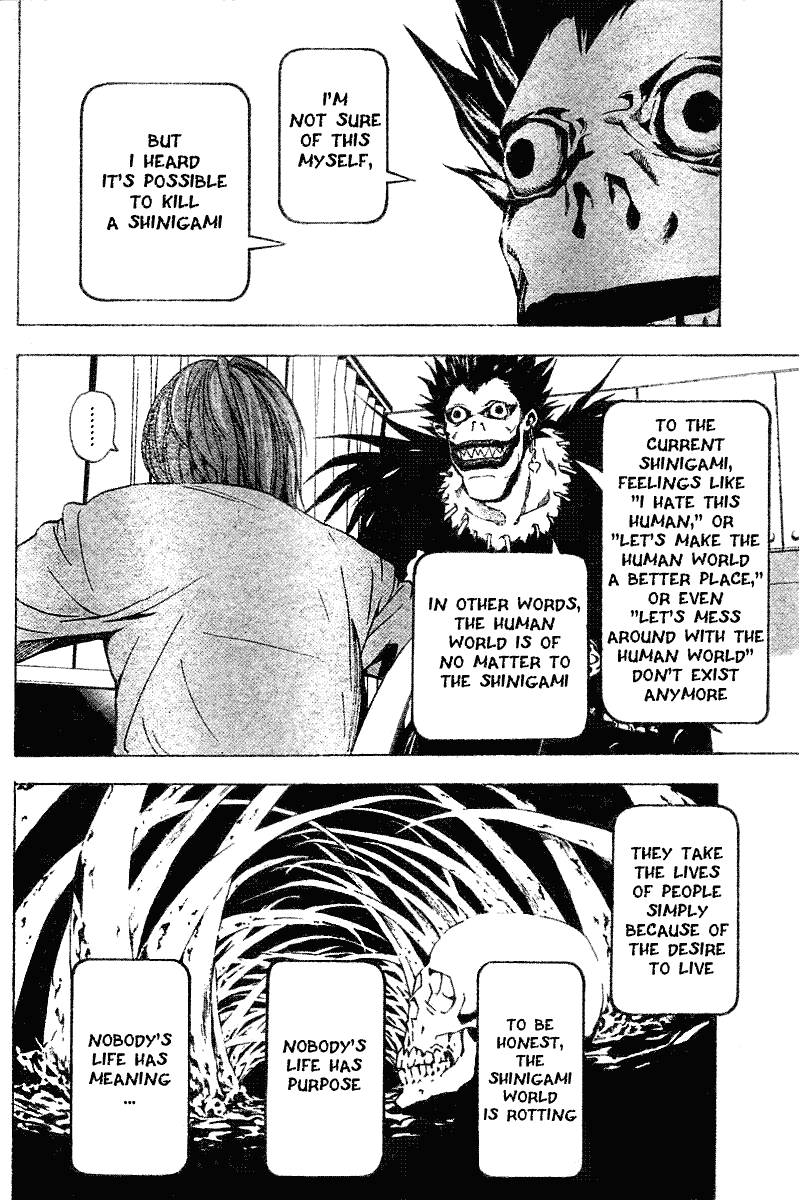 I'M
NOT SURE
OF THIS
MYSELF,
BUT
I HEARD
IT'S POSSIBLE
TO KILL
A SHINIGAMI
TO THE
CURRENT
SHINIGAMI,
FEELINGS LIKE
"I HATE THIS
HUMAN," OR
"LET'S MAKE THE
HUMAN WORLD
A BETTER PLACE,"
OR EVEN
"LET'S MESS
AROUND WITH THE
HUMAN WORLD"
DON'T EXIST
ANYMORE
IN OTHER WORDS,
THE HUMAN
WORLD IS OF
NO MATTER TO
THE SHINIGAMI
......
THEY TAKE
THE LIVES
OF PEOPLE
SIMPLY
BECAUSE OF
THE DESIRE
TO LIVE
TO BE
HONEST,
THE
SHINIGAMI
WORLD
IS ROTTING
NOBODY'S
LIFE HAS
PURPOSE
NOBODY'S
LIFE HAS
MEANING
...